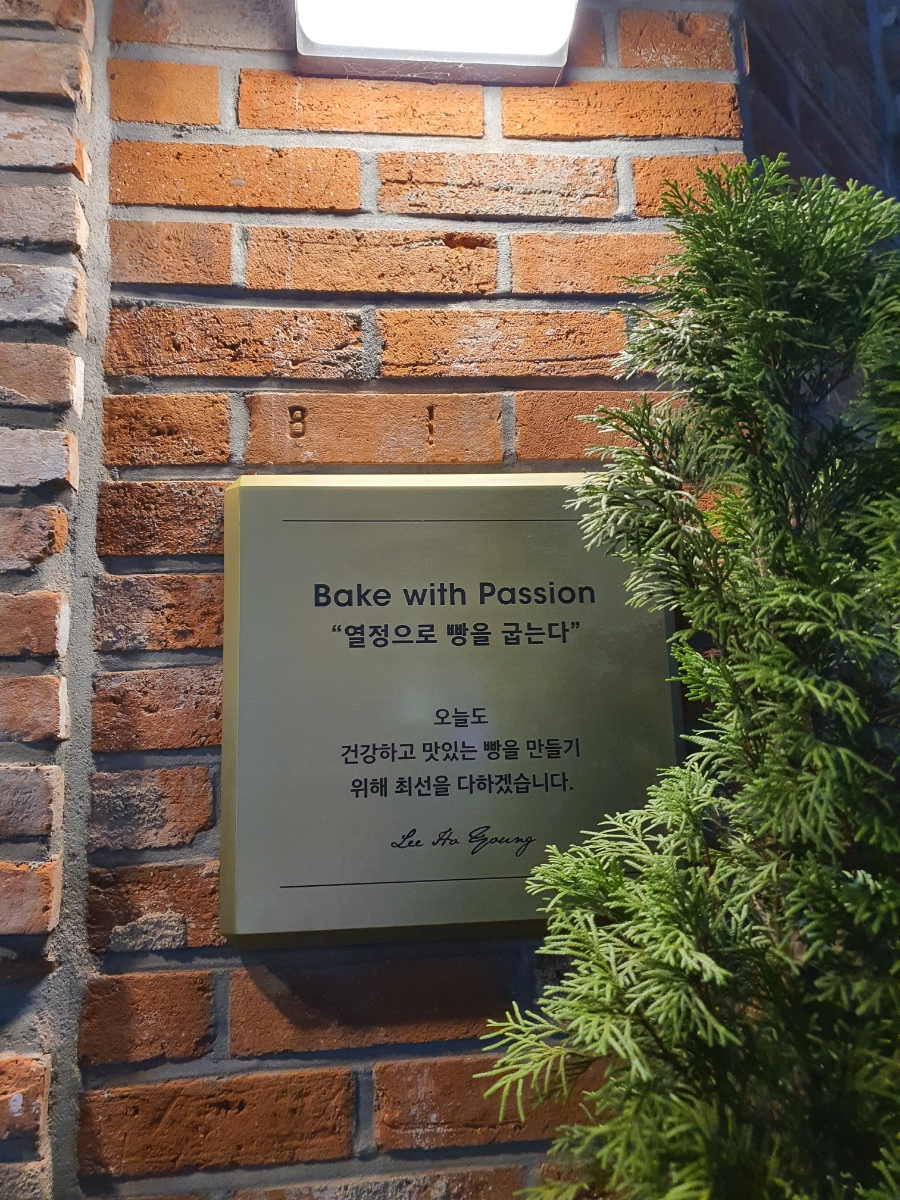 8 1
Bake with Passion
“열정으로 빵을 굽는다”
오늘도
건강하고 맛있는 빵을 만들기
위해 최선을 다하겠습니다.
Lee Ho Young